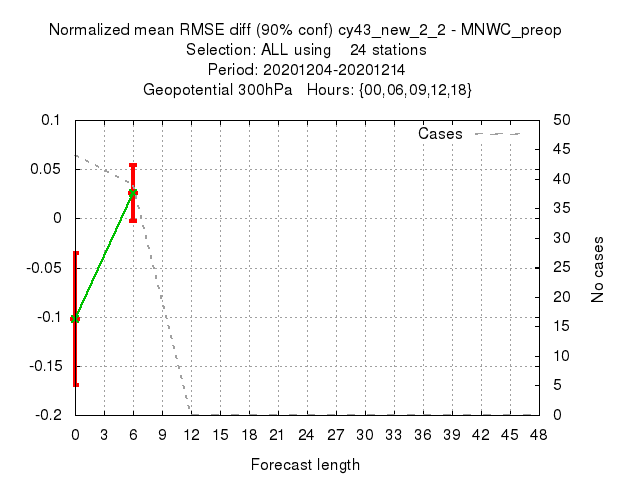 Normalized mean RMSE diff (90% conf) cy43_new_2_2 - MNWC_preop
Selection: ALL using 24 stations
Period: 20201204-20201214
Geopotential 300hPa Hours: {00,06,09,12,18}
Cases
0.1
0.05
0
-0.05
-0.1
-0.15
-0.2
50
45
40
35
30
25
20
15
10
5
0
No cases
0 3 6 9 12 15 18 21 24 27 30 33 36 39 42 45 48
Forecast length